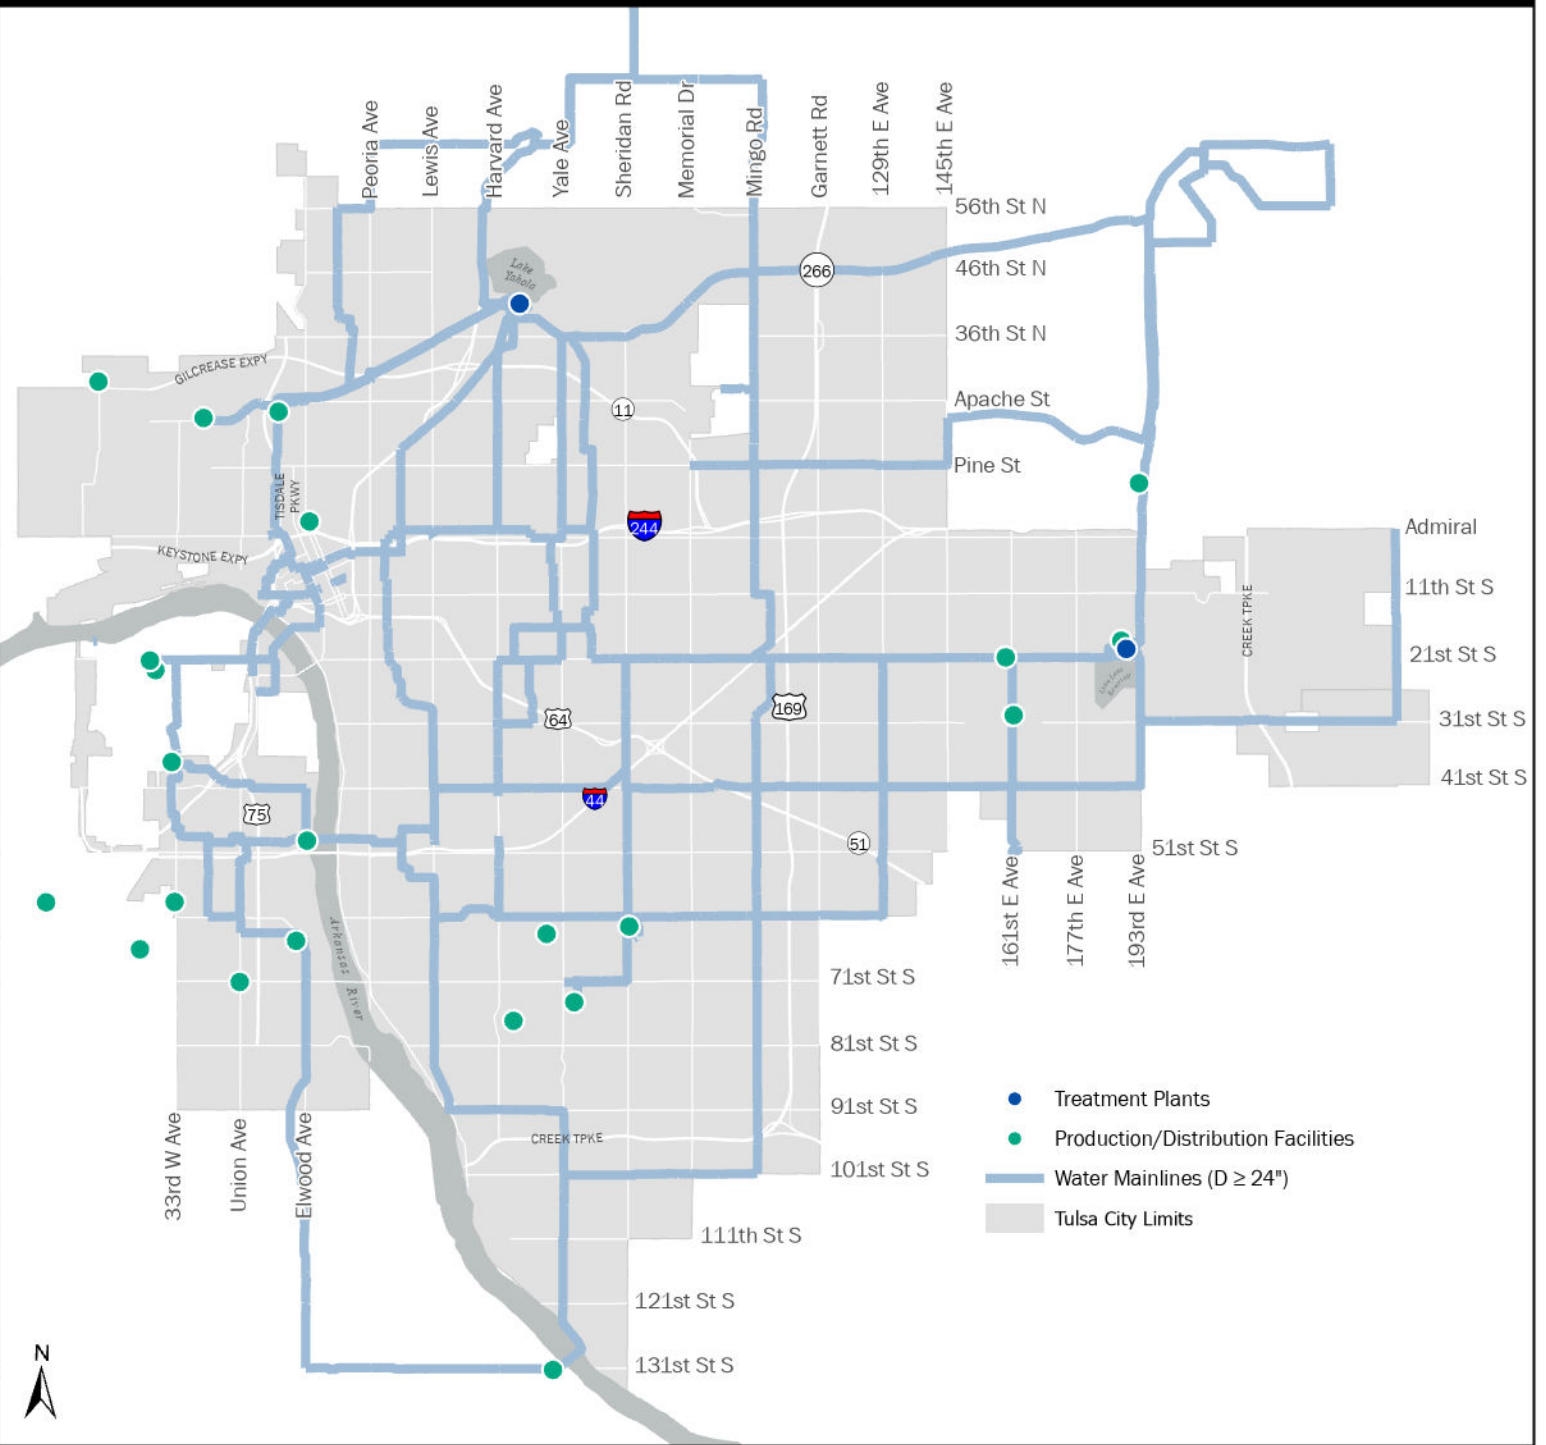 Peoria Ave
Lewis Ave
Harvard Ave
Yale Ave
Sheridan Rd
Memorial Dr
Mingo Rd
Garnett Rd
129th E Ave
145th E Ave
56th St N
Lake
Yahola
266
46th St N
36th St N
GILCREASE EXPY
11
Apache St
Pine St
TISDALE
PKWY
244
Admiral
KEYSTONE EXPY
11th St S
CREEK TPKE
21st St S
64
169
31st St S
41st St S
44
75
51
51st St S
161st E Ave
177th E Ave
193rd E Ave
Arkansas River
71st St S
81st St S
91st St S
33rd W Ave
Union Ave
Elwood Ave
CREEK TPKE
101st St S
111th St S
121st St S
131st St S
Treatment Plants
Production/Distribution Facilities
Water Mainlines (D ≥ 24")
Tulsa City Limits
N